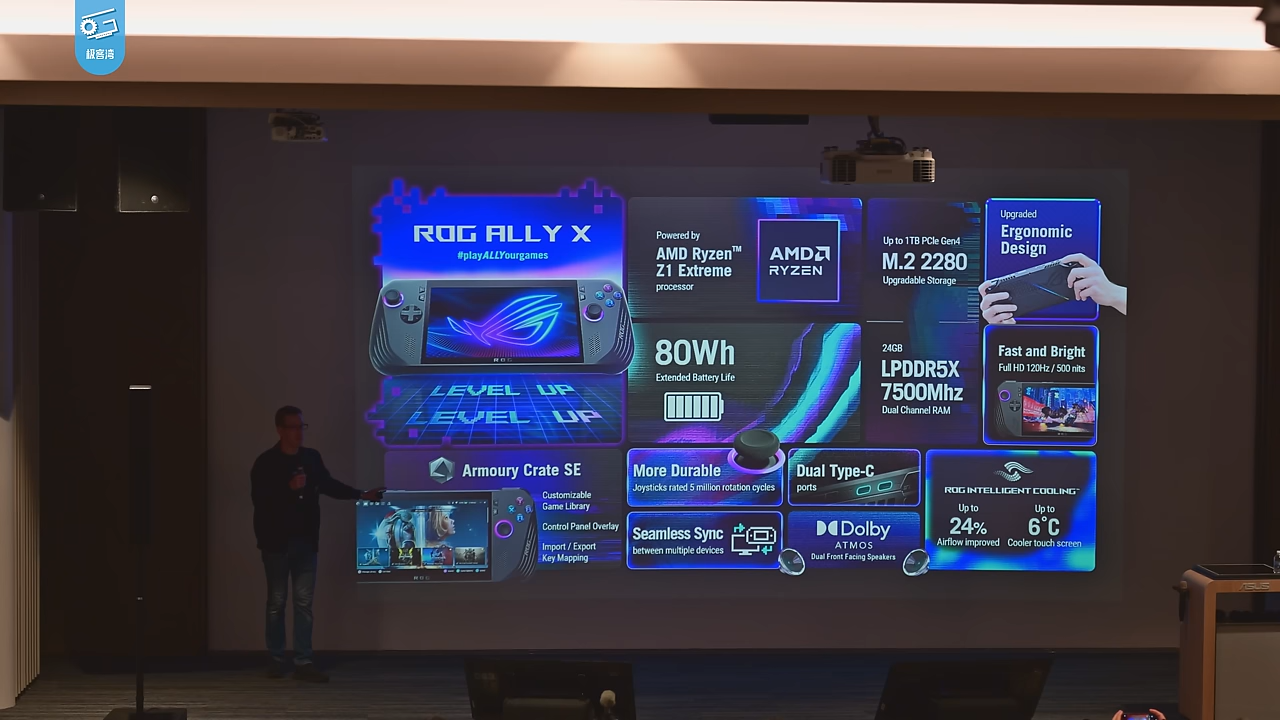 极客湾
ROG ALLY X
#playALLYourgames
ROG
LEVEL UP
LEVEL UP
Powered by
AMD Ryzen™
Z1 Extreme
processor
AMD
RYZEN
Up to 1TB PCIe Gen4
M.2 2280
Upgradable Storage
Upgraded
Ergonomic
Design
80Wh
Extended Battery Life
24GB
LPDDR5X
7500Mhz
Dual Channel RAM
Fast and Bright
Full HD 120Hz / 500 nits
Armoury Crate SE
Customizable
Game Library
Control Panel Overlay
Import / Export
Key Mapping
ROG
More Durable
Joysticks rated 5 million rotation cycles
Dual Type-C
ports
Seamless Sync
between multiple devices
Dolby
ATMOS
Dual Front Facing Speakers
ROG INTELLIGENT COOLING™
Up to
24%
Airflow improved
Up to
6°C
Cooler touch screen
ASUS